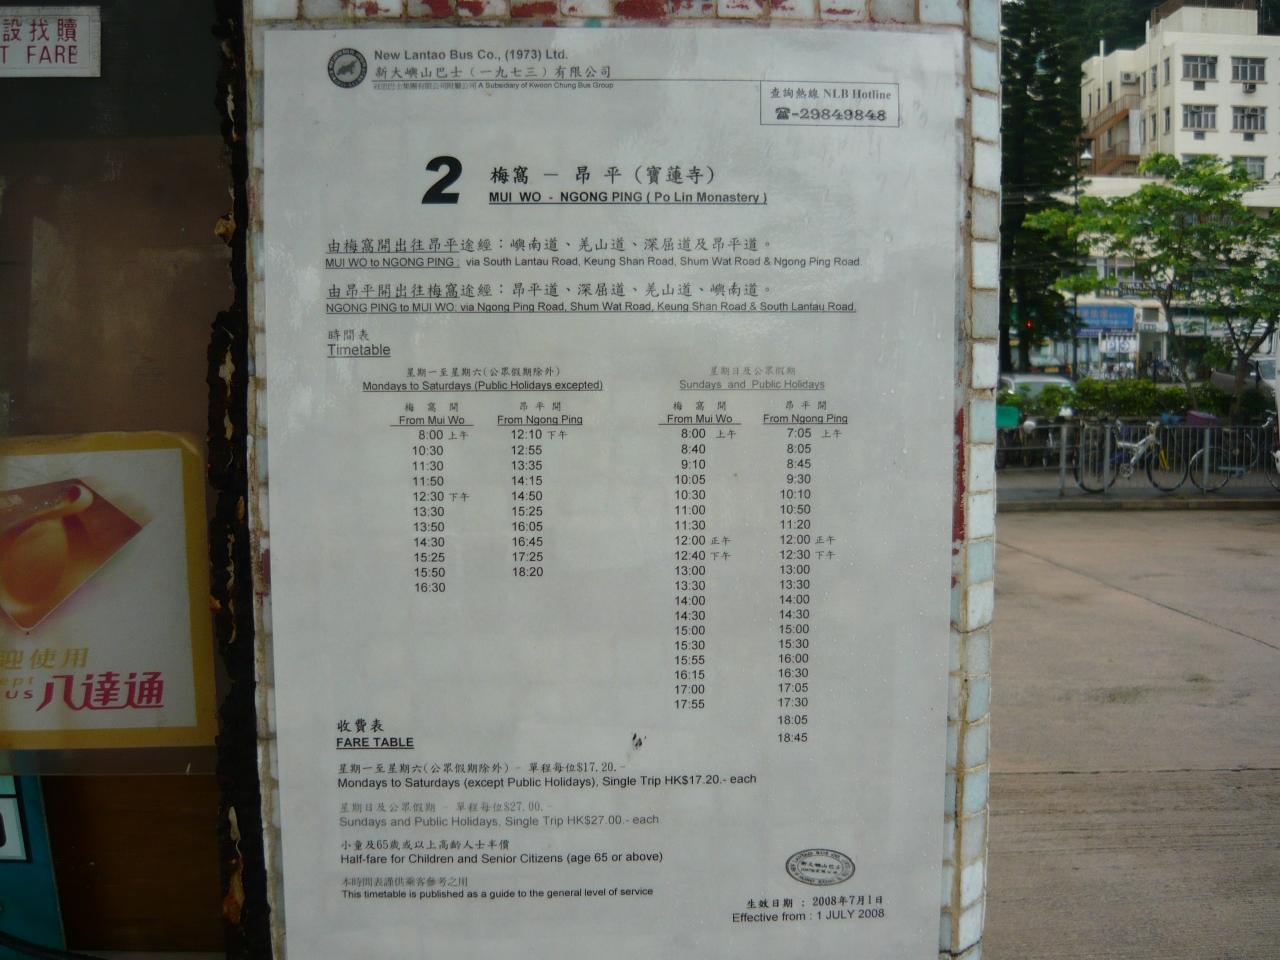 設找贖
T FARE
New Lantao Bus Co., (1973) Ltd.
新大嶼山巴士（一九七三）有限公司
冠忠巴士集團有限公司附屬公司 A Subsidiary of Kwoon Chung Bus Group
查詢熱線 NLB Hotline
☎-29849848
2 梅窩 － 昂 平（寶蓮寺）
MUI WO - NGONG PING ( Po Lin Monastery )
由梅窩開出往昂平途經：嶼南道、羌山道、深屈道及昂平道。
MUI WO to NGONG PING : via South Lantau Road, Keung Shan Road, Shum Wat Road & Ngong Ping Road.
由昂平開出往梅窩途經：昂平道、深屈道、羌山道、嶼南道。
NGONG PING to MUI WO: via Ngong Ping Road, Shum Wat Road, Keung Shan Road & South Lantau Road.
時間表
Timetable
星期一至星期六(公眾假期除外)
Mondays to Saturdays (Public Holidays excepted)
梅 窩 開 昂 平 開
From Mui Wo From Ngong Ping
8:00 上午 12:10 下午
10:30 12:55
11:30 13:35
11:50 14:15
12:30 下午 14:50
13:30 15:25
13:50 16:05
14:30 16:45
15:25 17:25
15:50 18:20
16:30
星期日及公眾假期
Sundays and Public Holidays
梅 窩 開 昂 平 開
From Mui Wo From Ngong Ping
8:00 上午 7:05 上午
8:40 8:05
9:10 8:45
10:05 9:30
10:30 10:10
11:00 10:50
11:30 11:20
12:00 正午 12:00 正午
12:40 下午 12:30 下午
13:00 13:00
13:30 13:30
14:00 14:00
14:30 14:30
15:00 15:00
15:30 15:30
15:55 16:00
16:15 16:30
17:00 17:05
17:55 17:30
18:05
18:45
收費表
FARE TABLE
星期一至星期六(公眾假期除外) - 單程每位$17.20.-
Mondays to Saturdays (except Public Holidays), Single Trip HK$17.20.- each
星期日及公眾假期 - 單程每位$27.00.-
Sundays and Public Holidays, Single Trip HK$27.00.- each
小童及65歲或以上高齡人士半價
Half-fare for Children and Senior Citizens (age 65 or above)
本時間表謹供乘客參考之用
This timetable is published as a guide to the general level of service
生效日期 ： 2008年7月1日
Effective from : 1 JULY 2008
迎使用
ept
us 八達通